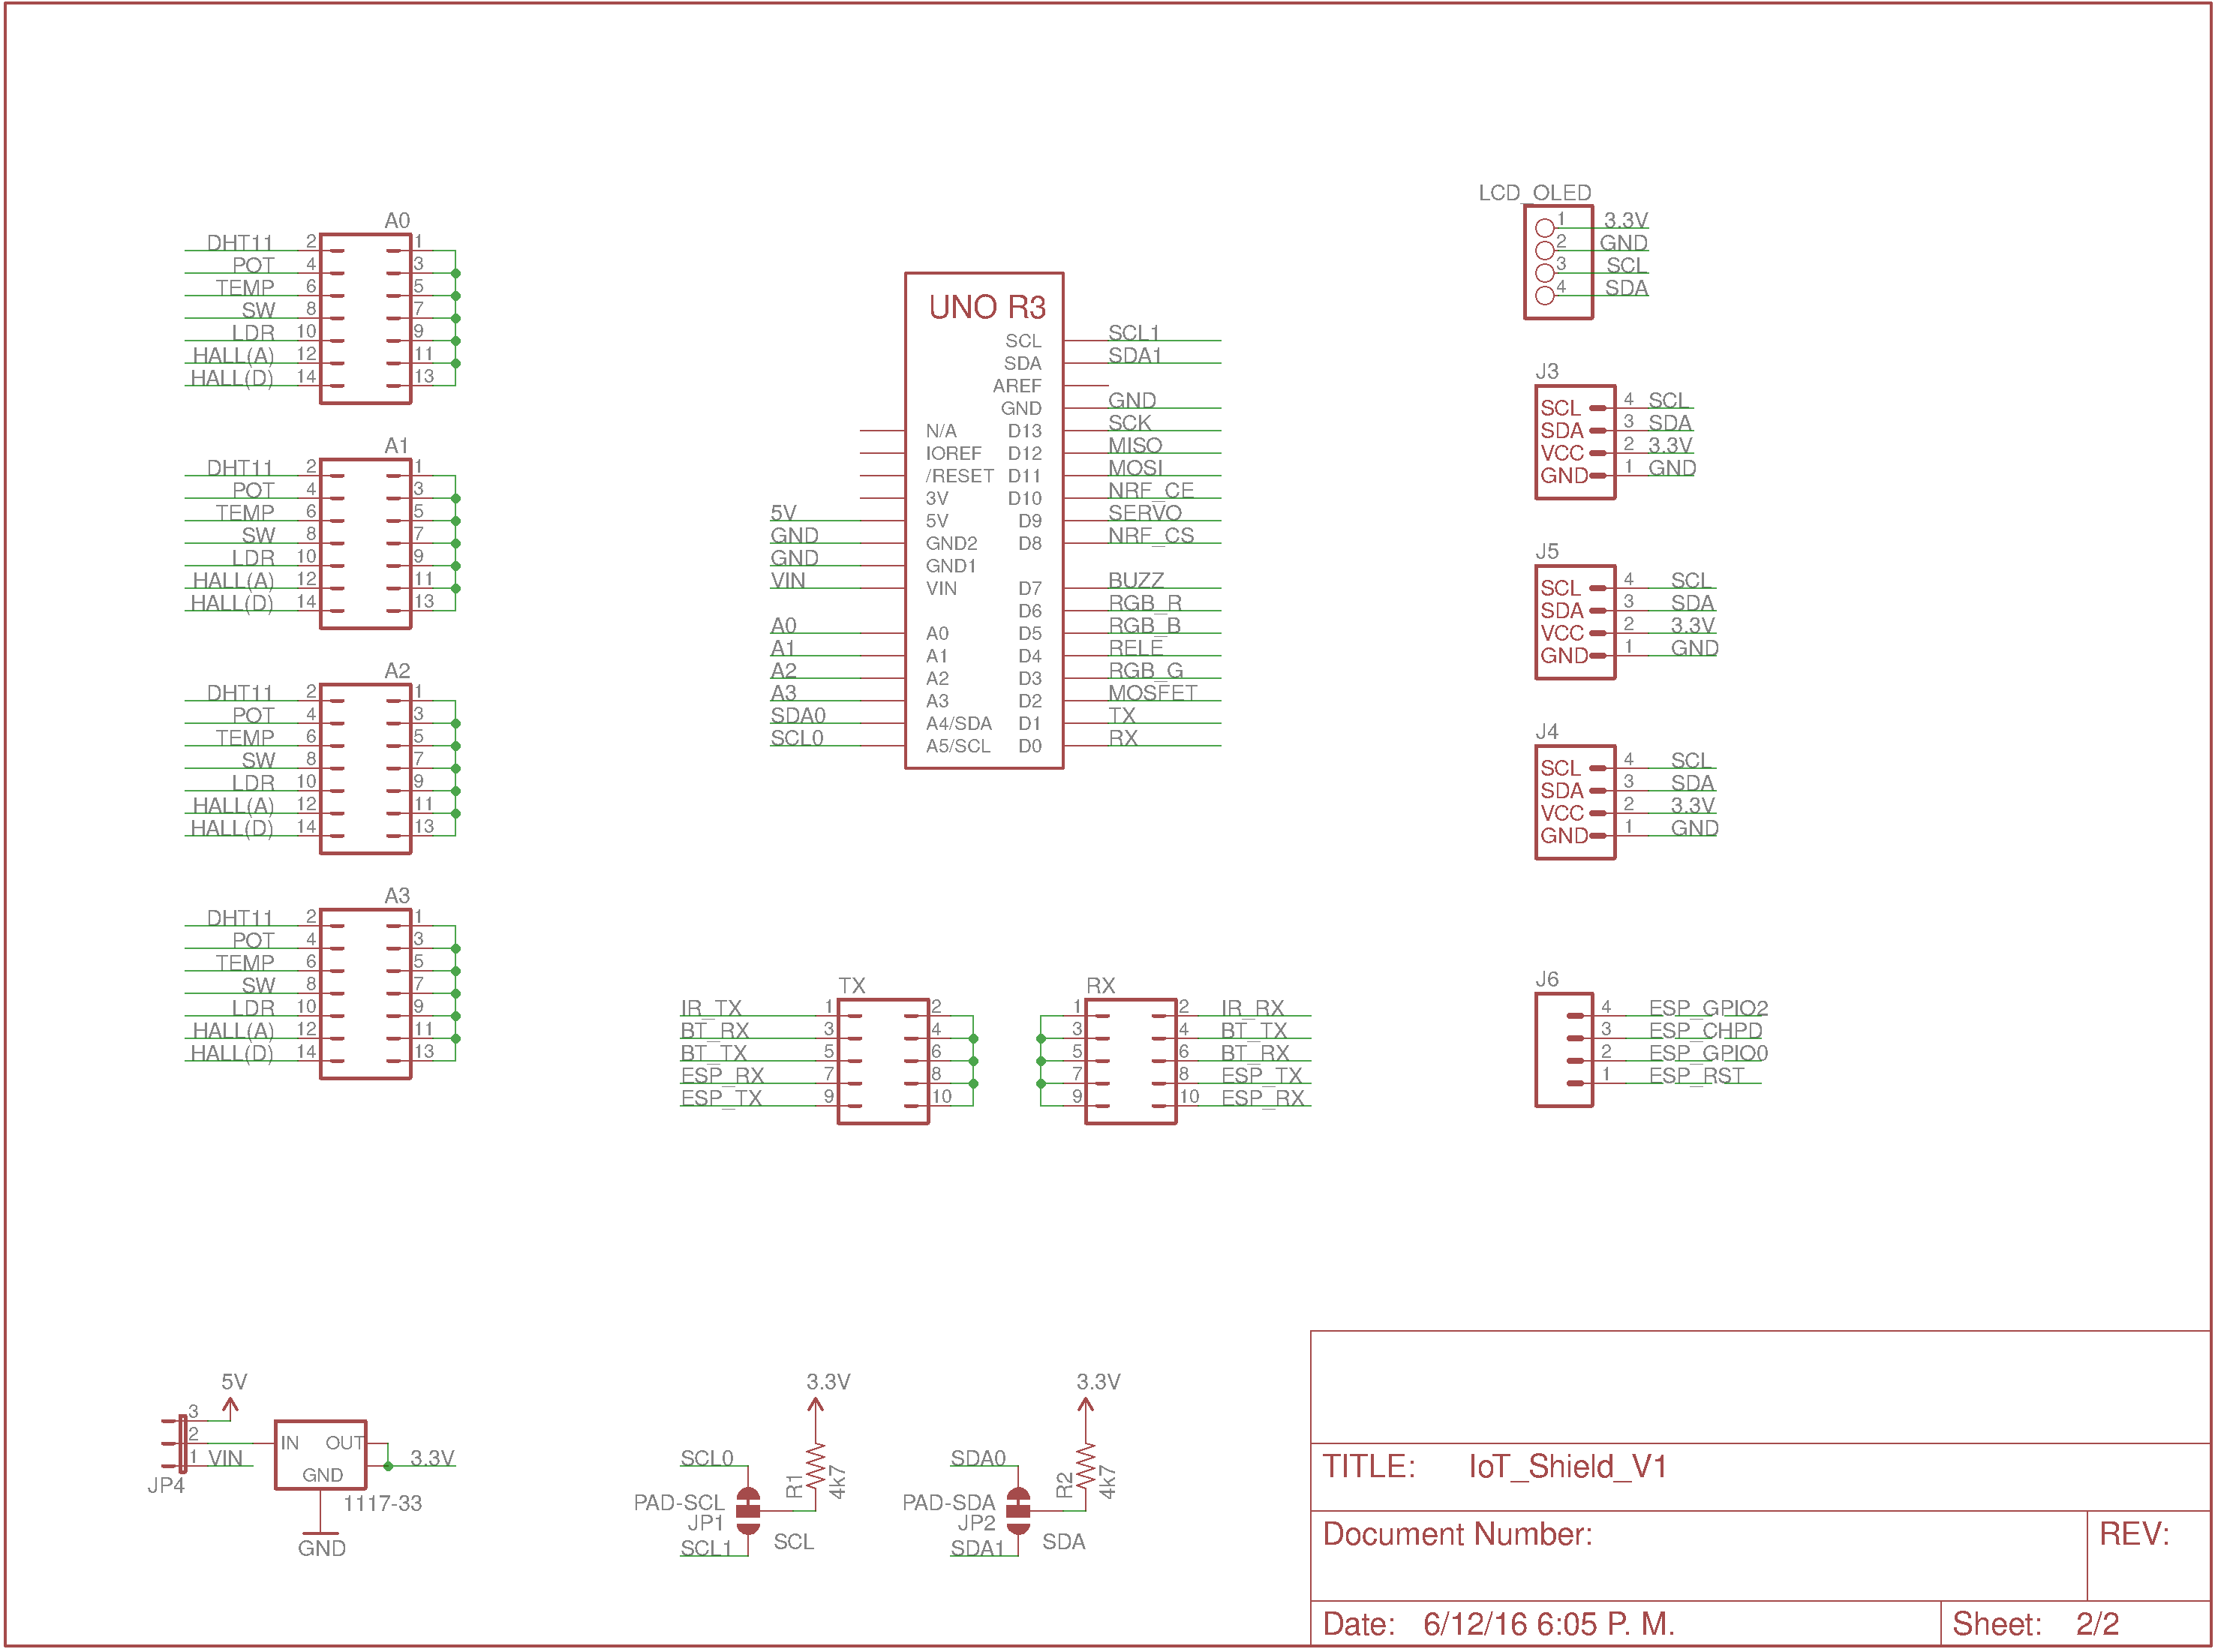 A0
DHT11 2 1
POT 4 3
TEMP 6 5
SW 8 7
LDR 10 9
HALL(A) 12 11
HALL(D) 14 13
A1
DHT11 2 1
POT 4 3
TEMP 6 5
SW 8 7
LDR 10 9
HALL(A) 12 11
HALL(D) 14 13
A2
DHT11 2 1
POT 4 3
TEMP 6 5
SW 8 7
LDR 10 9
HALL(A) 12 11
HALL(D) 14 13
A3
DHT11 2 1
POT 4 3
TEMP 6 5
SW 8 7
LDR 10 9
HALL(A) 12 11
HALL(D) 14 13
UNO R3
SCL SCL1
SDA SDA1
AREF
GND GND
N/A D13 SCK
IOREF D12 MISO
/RESET D11 MOSI
3V D10 NRF_CE
5V 5V D9 SERVO
GND GND2 D8 NRF_CS
GND GND1
VIN VIN D7 BUZZ
D6 RGB_R
A0 A0 D5 RGB_B
A1 A1 D4 RELE
A2 A2 D3 RGB_G
A3 A3 D2 MOSFET
SDA0 A4/SDA D1 TX
SCL0 A5/SCL D0 RX
LCD_OLED
1 3.3V
2 GND
3 SCL
4 SDA
J3
SCL 4 SCL
SDA 3 SDA
VCC 2 3.3V
GND 1 GND
J5
SCL 4 SCL
SDA 3 SDA
VCC 2 3.3V
GND 1 GND
J4
SCL 4 SCL
SDA 3 SDA
VCC 2 3.3V
GND 1 GND
TX
IR_TX 1 2
BT_RX 3 4
BT_TX 5 6
ESP_RX 7 8
ESP_TX 9 10
RX
1 2 IR_RX
3 4 BT_TX
5 6 BT_RX
7 8 ESP_TX
9 10 ESP_RX
J6
4 ESP_GPIO2
3 ESP_CHPD
2 ESP_GPIO0
1 ESP_RST
5V
3
2 IN OUT
1 VIN 3.3V
GND
JP4
1117-33
GND
3.3V
SCL0
R1 4k7
PAD-SCL
JP1
SCL
SCL1
3.3V
SDA0
R2 4k7
PAD-SDA
JP2
SDA
SDA1
TITLE: IoT_Shield_V1
Document Number:
REV:
Date: 6/12/16 6:05 P. M.
Sheet: 2/2